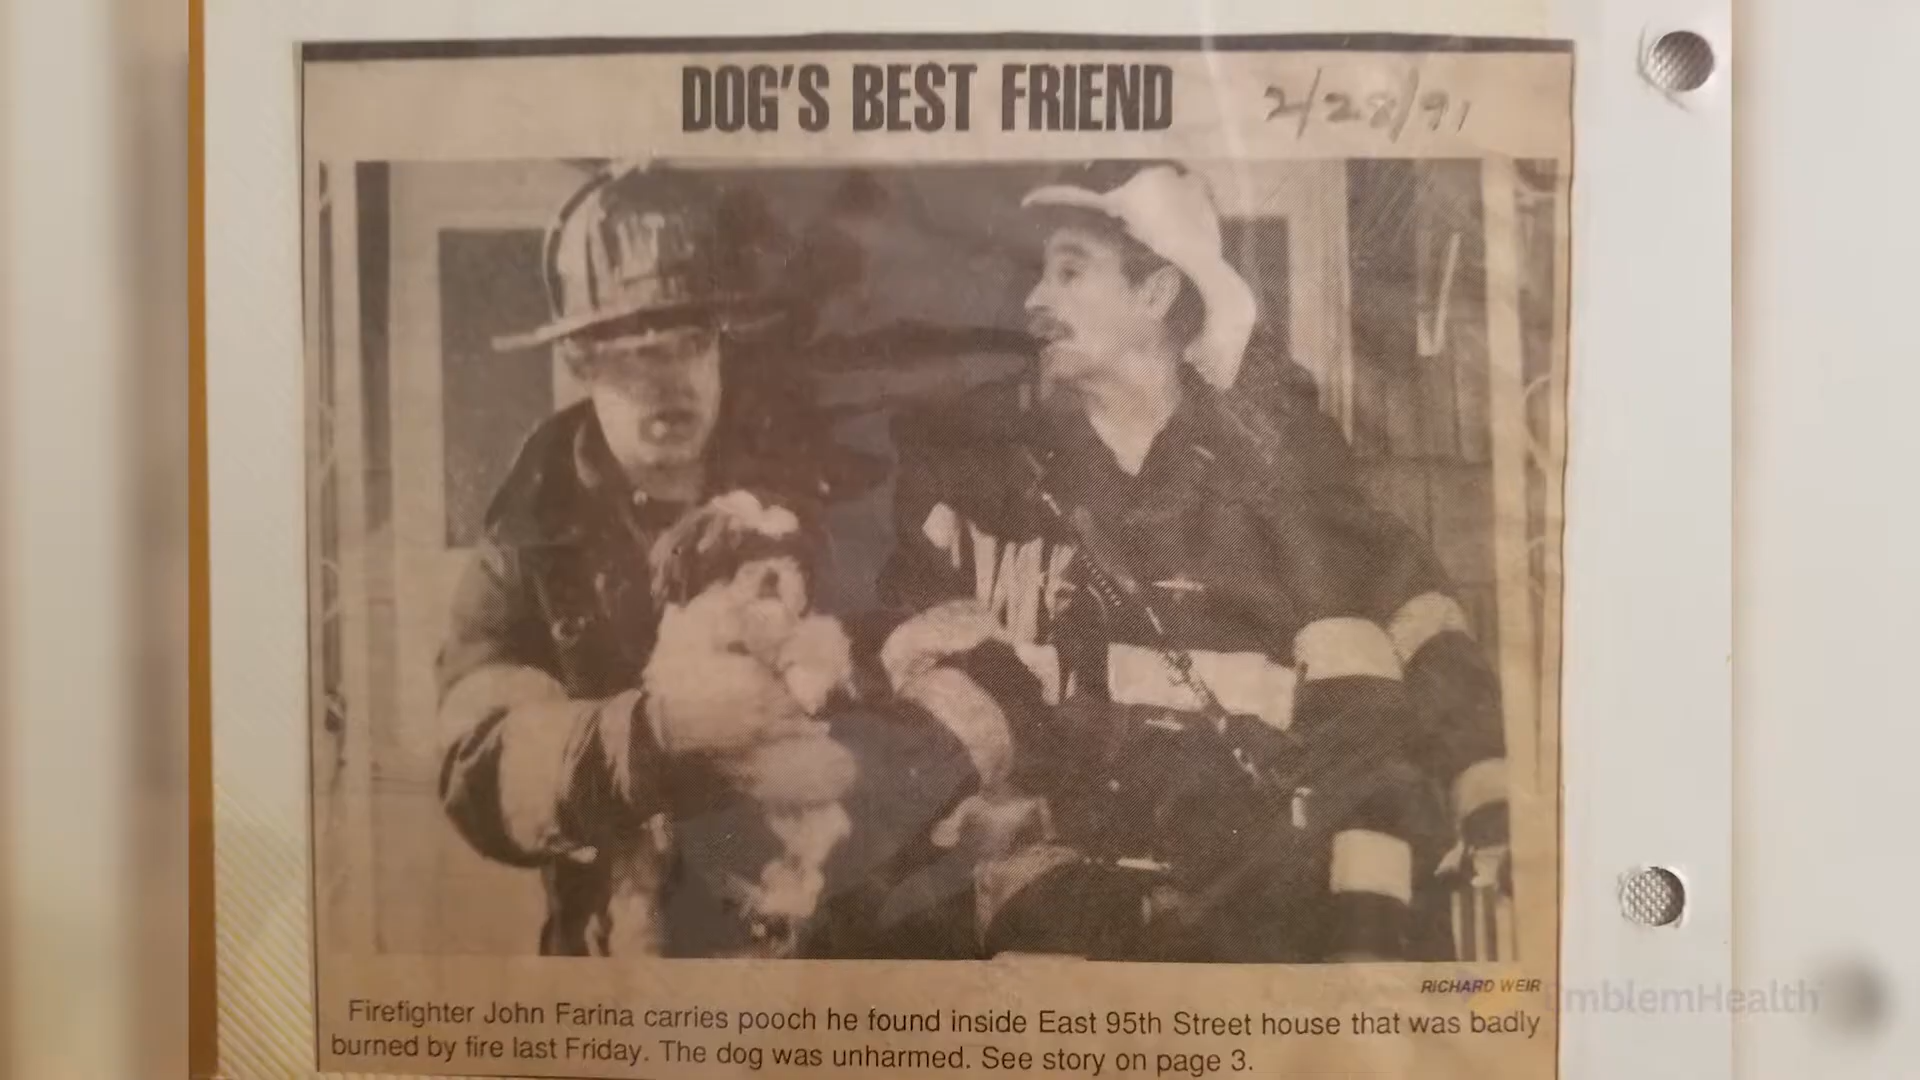 DOG'S BEST FRIEND 2/28/91
RICHARD WEIR
EmblemHealth
Firefighter John Farina carries pooch he found inside East 95th Street house that was badly
burned by fire last Friday. The dog was unharmed. See story on page 3.